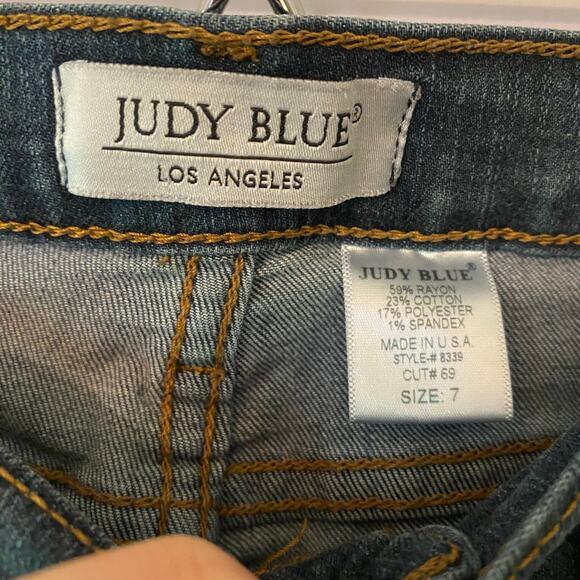 JUDY BLUE®
LOS ANGELES
JUDY BLUE®
59% RAYON
23% COTTON
17% POLYESTER
1% SPANDEX
MADE IN U.S.A.
STYLE-# 8339
CUT# 69
SIZE: 7